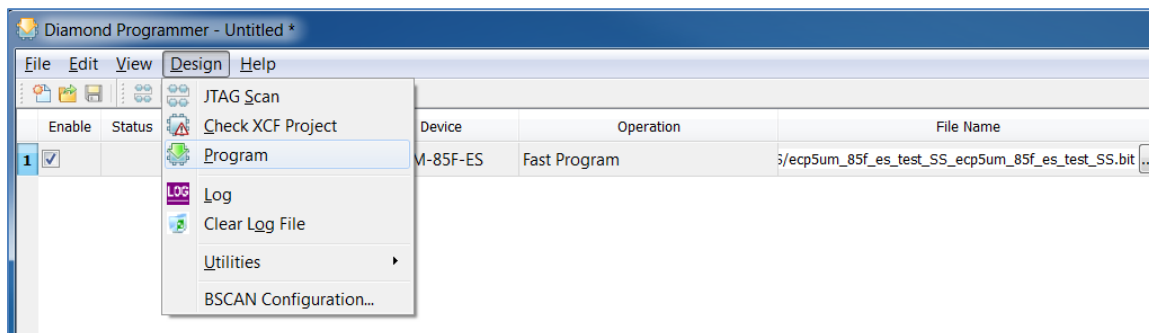 Diamond Programmer - Untitled *
File Edit View Design Help
JTAG Scan
Enable Status Check XCF Project Device Operation File Name
1 Program M-85F-ES Fast Program S/ecp5um_85f_es_test_SS_ecp5um_85f_es_test_SS.bit ...
LOG Log
Clear Log File
Utilities
BSCAN Configuration...